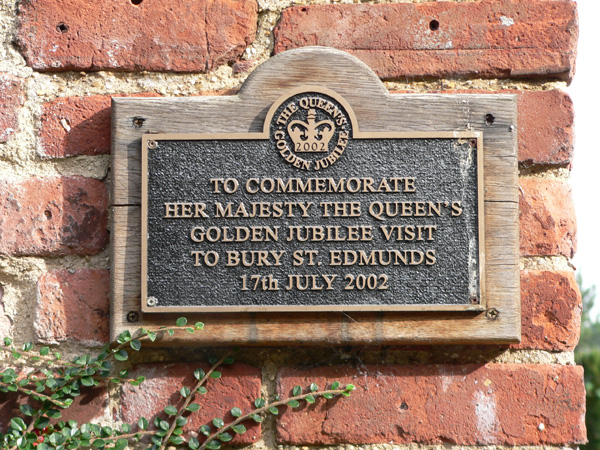 THE QUEEN'S
2002
GOLDEN JUBILEE
TO COMMEMORATE
HER MAJESTY THE QUEEN'S
GOLDEN JUBILEE VISIT
TO BURY ST. EDMUNDS
17th JULY 2002